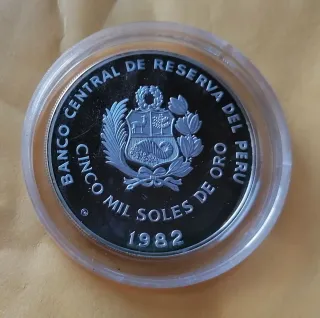 BANCO CENTRAL DE RESERVA DEL PERU
CINCO MIL SOLES DE ORO
1982